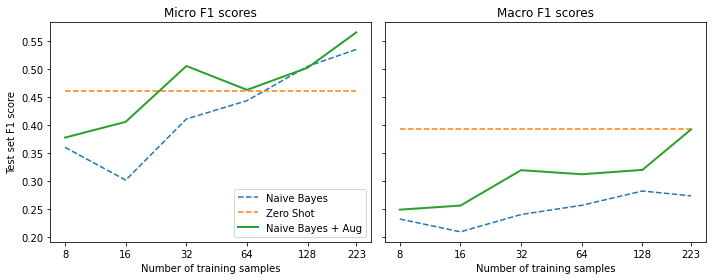 Micro F1 scores
Macro F1 scores
Test set F1 score
0.55
0.50
0.45
0.40
0.35
0.30
0.25
0.20
Naive Bayes
Zero Shot
Naive Bayes + Aug
8 16 32 64 128 223
8 16 32 64 128 223
Number of training samples
Number of training samples